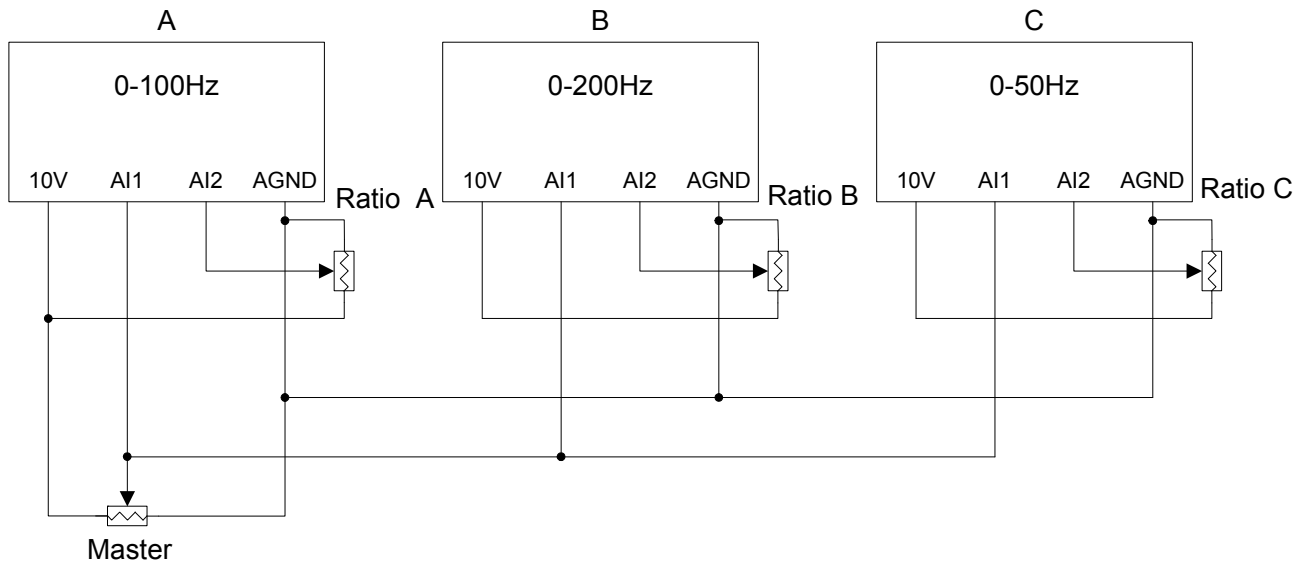 A
B
C
0-100Hz
0-200Hz
0-50Hz
10V AI1 AI2 AGND
Ratio A
10V AI1 AI2 AGND
Ratio B
10V AI1 AI2 AGND
Ratio C
Master